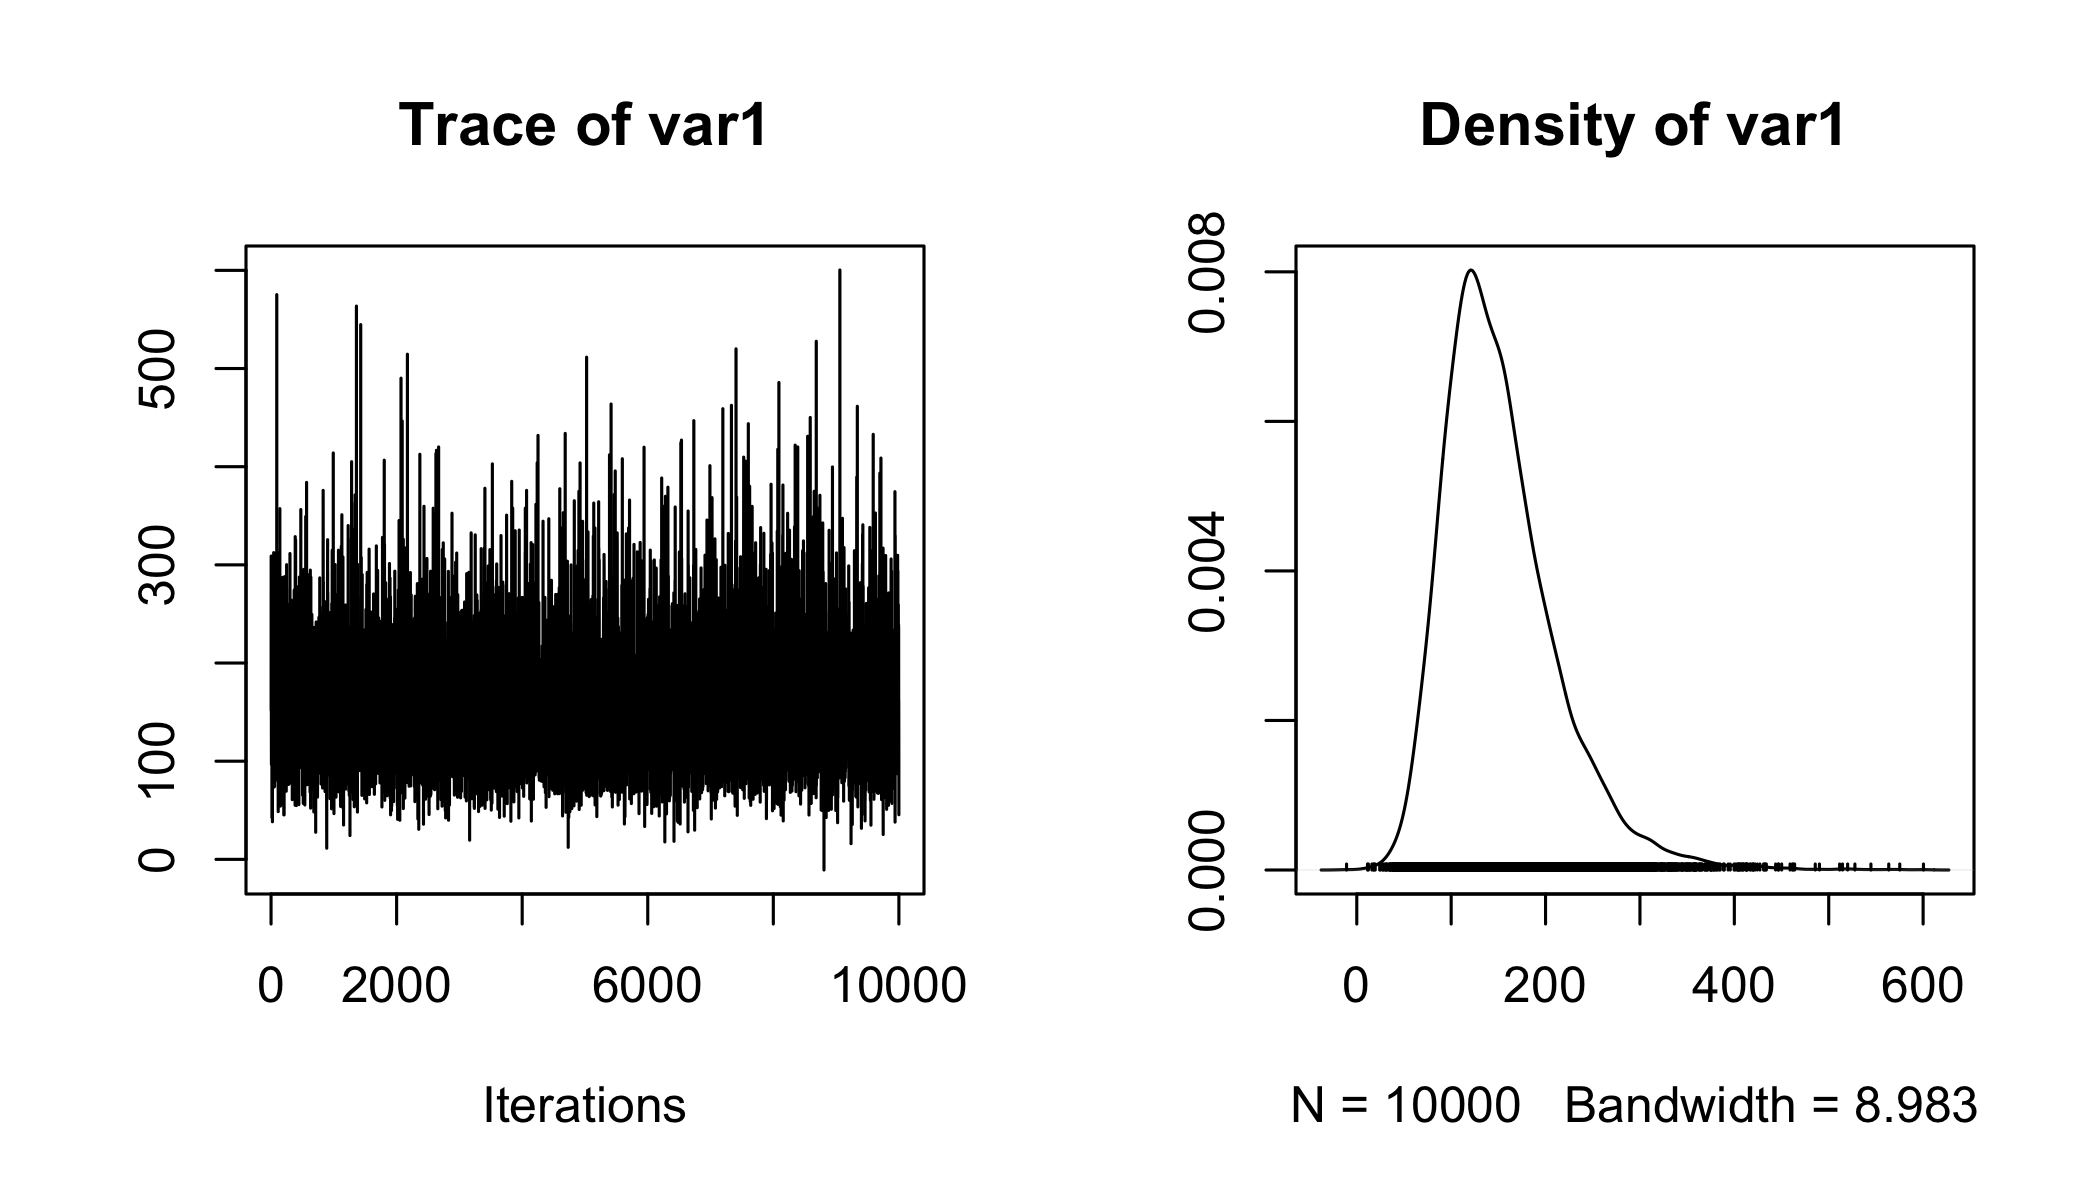 Trace of var1
500
300
100
0
0 2000 6000 10000
Iterations
Density of var1
0.008
0.004
0.000
0 200 400 600
N = 10000 Bandwidth = 8.983